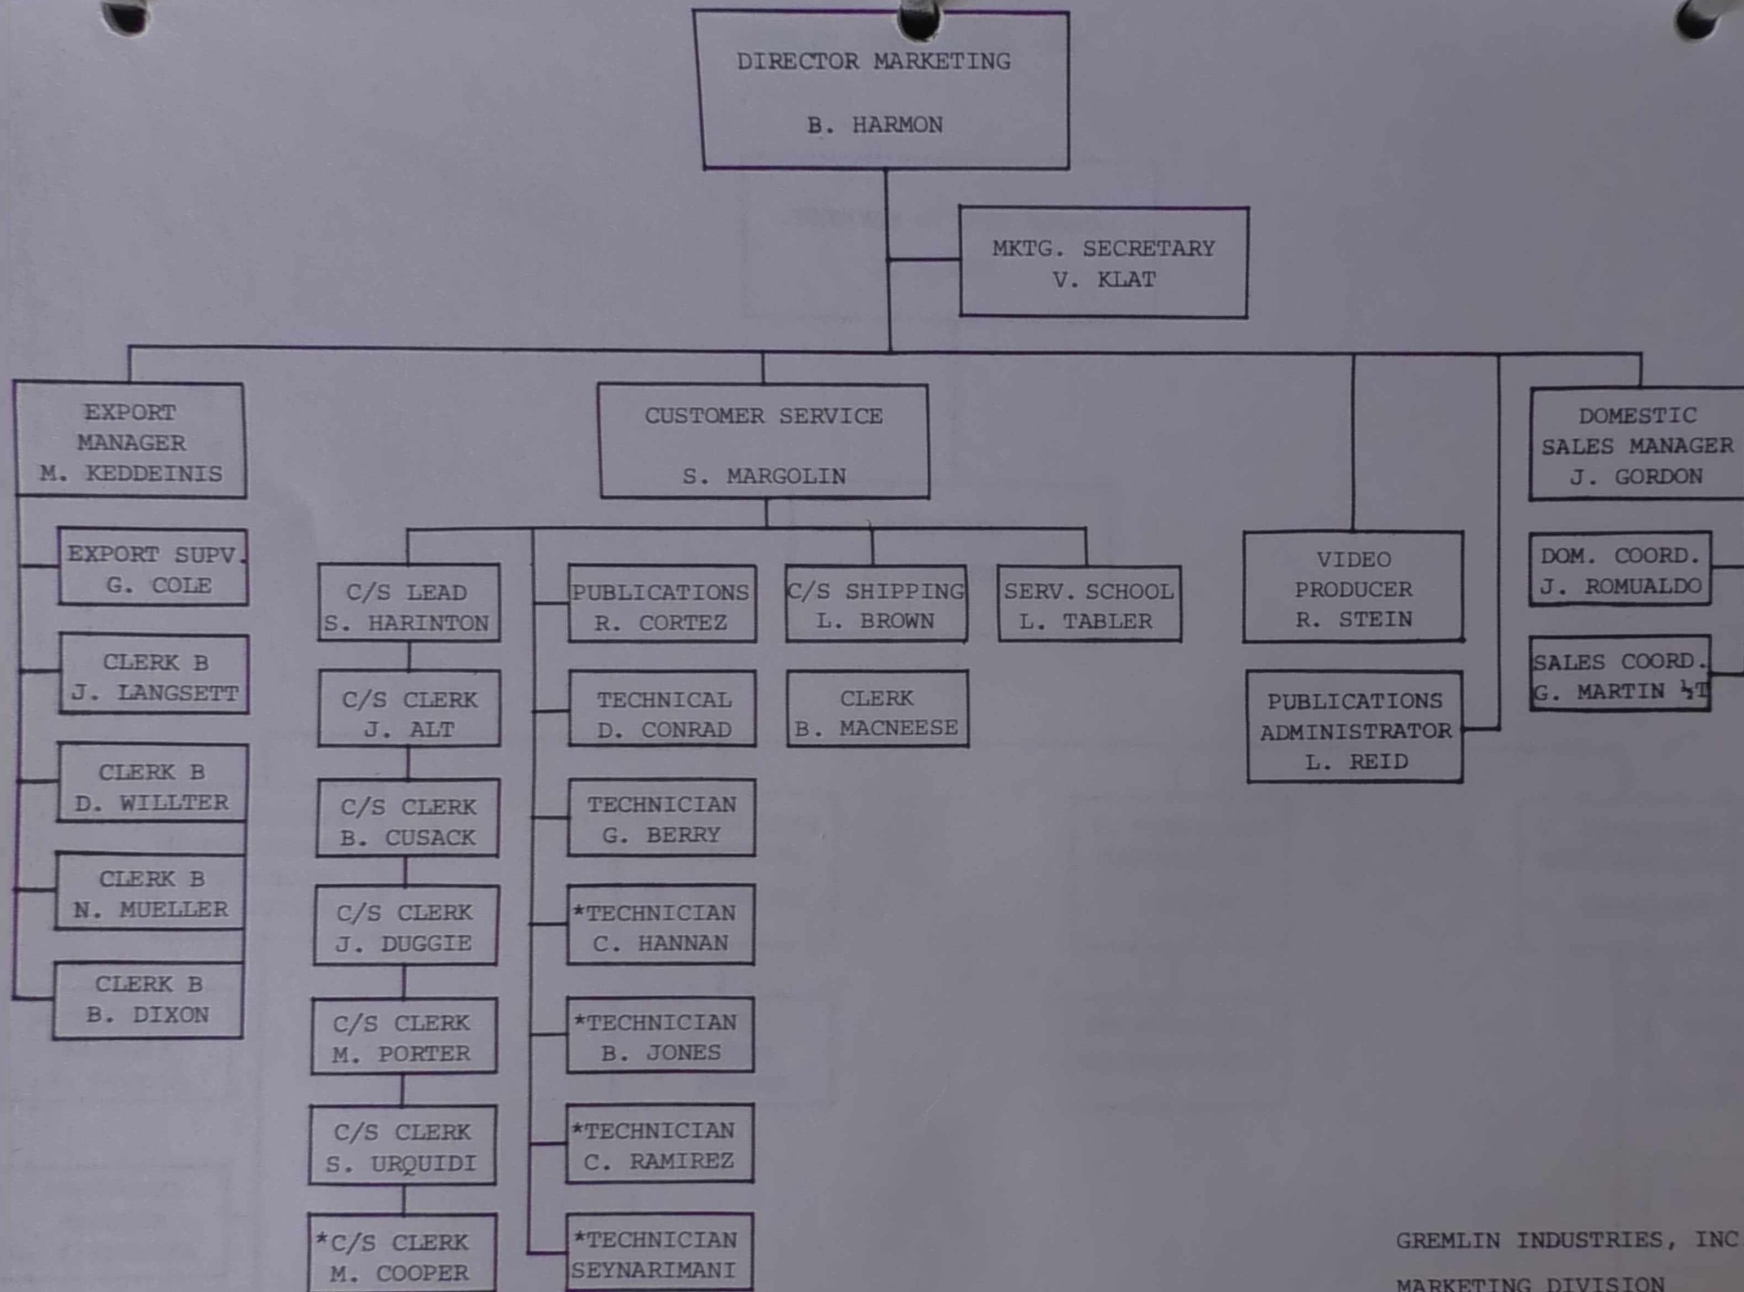 DIRECTOR MARKETING
B. HARMON
MKTG. SECRETARY
V. KLAT
EXPORT
MANAGER
M. KEDDEINIS
EXPORT SUPV.
G. COLE
CLERK B
J. LANGSETT
CLERK B
D. WILLTER
CLERK B
N. MUELLER
CLERK B
B. DIXON
CUSTOMER SERVICE
S. MARGOLIN
C/S LEAD
S. HARINTON
C/S CLERK
J. ALT
C/S CLERK
B. CUSACK
C/S CLERK
J. DUGGIE
C/S CLERK
M. PORTER
C/S CLERK
S. URQUIDI
*C/S CLERK
M. COOPER
PUBLICATIONS
R. CORTEZ
TECHNICAL
D. CONRAD
TECHNICIAN
G. BERRY
*TECHNICIAN
C. HANNAN
*TECHNICIAN
B. JONES
*TECHNICIAN
C. RAMIREZ
*TECHNICIAN
SEYNARIMANI
C/S SHIPPING
L. BROWN
CLERK
B. MACNEESE
SERV. SCHOOL
L. TABLER
VIDEO
PRODUCER
R. STEIN
PUBLICATIONS
ADMINISTRATOR
L. REID
DOMESTIC
SALES MANAGER
J. GORDON
DOM. COORD.
J. ROMUALDO
SALES COORD.
G. MARTIN ½T
GREMLIN INDUSTRIES, INC
MARKETING DIVISION